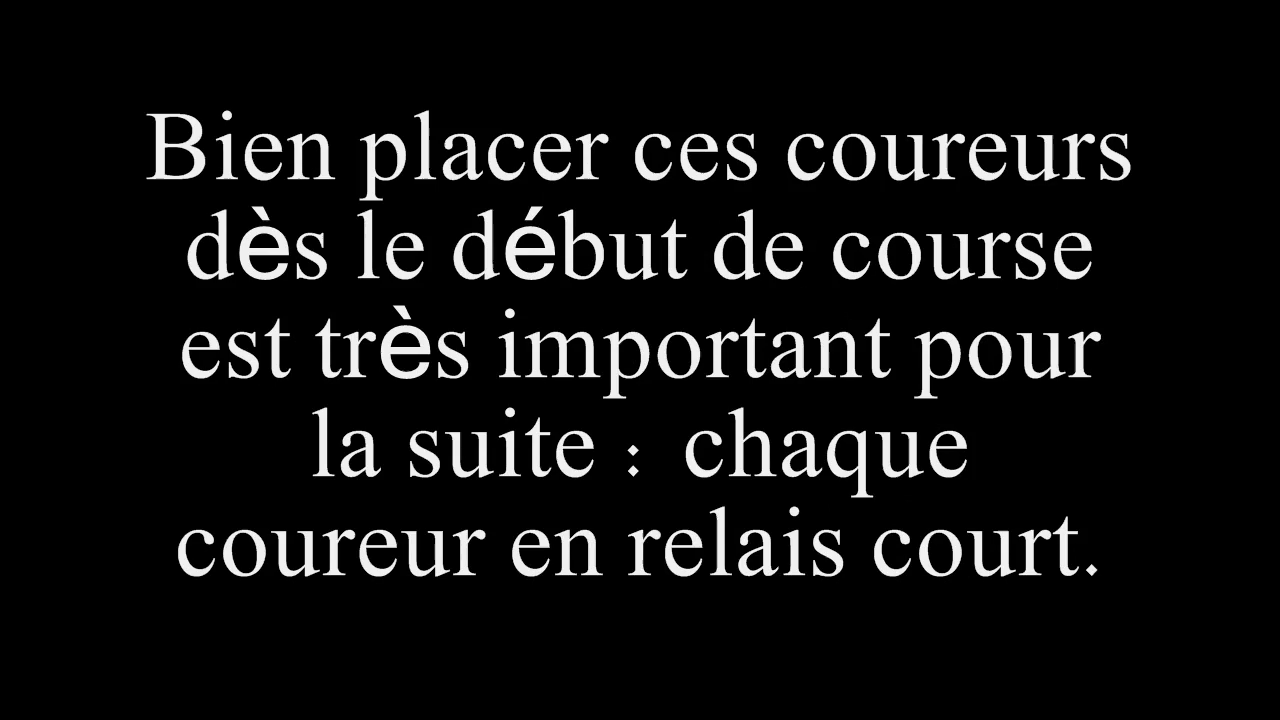 Bien placer ces coureurs
dès le début de course
est très important pour
la suite : chaque
coureur en relais court.